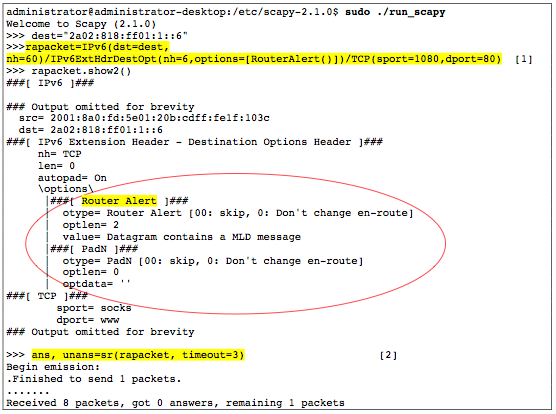 administrator@administrator-desktop:/etc/scapy-2.1.0$ sudo ./run_scapy
Welcome to Scapy (2.1.0)
>>> dest="2a02:818:ff01:1::6"
>>>rapacket=IPv6(dst=dest,
nh=60)/IPv6ExtHdrDestOpt(nh=6,options=[RouterAlert()])/TCP(sport=1080,dport=80) [1]
>>> rapacket.show2()
###[ IPv6 ]###
### Output omitted for brevity
src= 2001:8a0:fd:5e01:20b:cdff:fe1f:103c
dst= 2a02:818:ff01:1::6
###[ IPv6 Extension Header - Destination Options Header ]###
nh= TCP
len= 0
autopad= On
\options\
|###[ Router Alert ]###
| otype= Router Alert [00: skip, 0: Don't change en-route]
| optlen= 2
| value= Datagram contains a MLD message
|###[ PadN ]###
| otype= PadN [00: skip, 0: Don't change en-route]
| optlen= 0
| optdata= ''
###[ TCP ]###
sport= socks
dport= www
### Output omitted for brevity
>>> ans, unans=sr(rapacket, timeout=3) [2]
Begin emission:
.Finished to send 1 packets.
.......
Received 8 packets, got 0 answers, remaining 1 packets